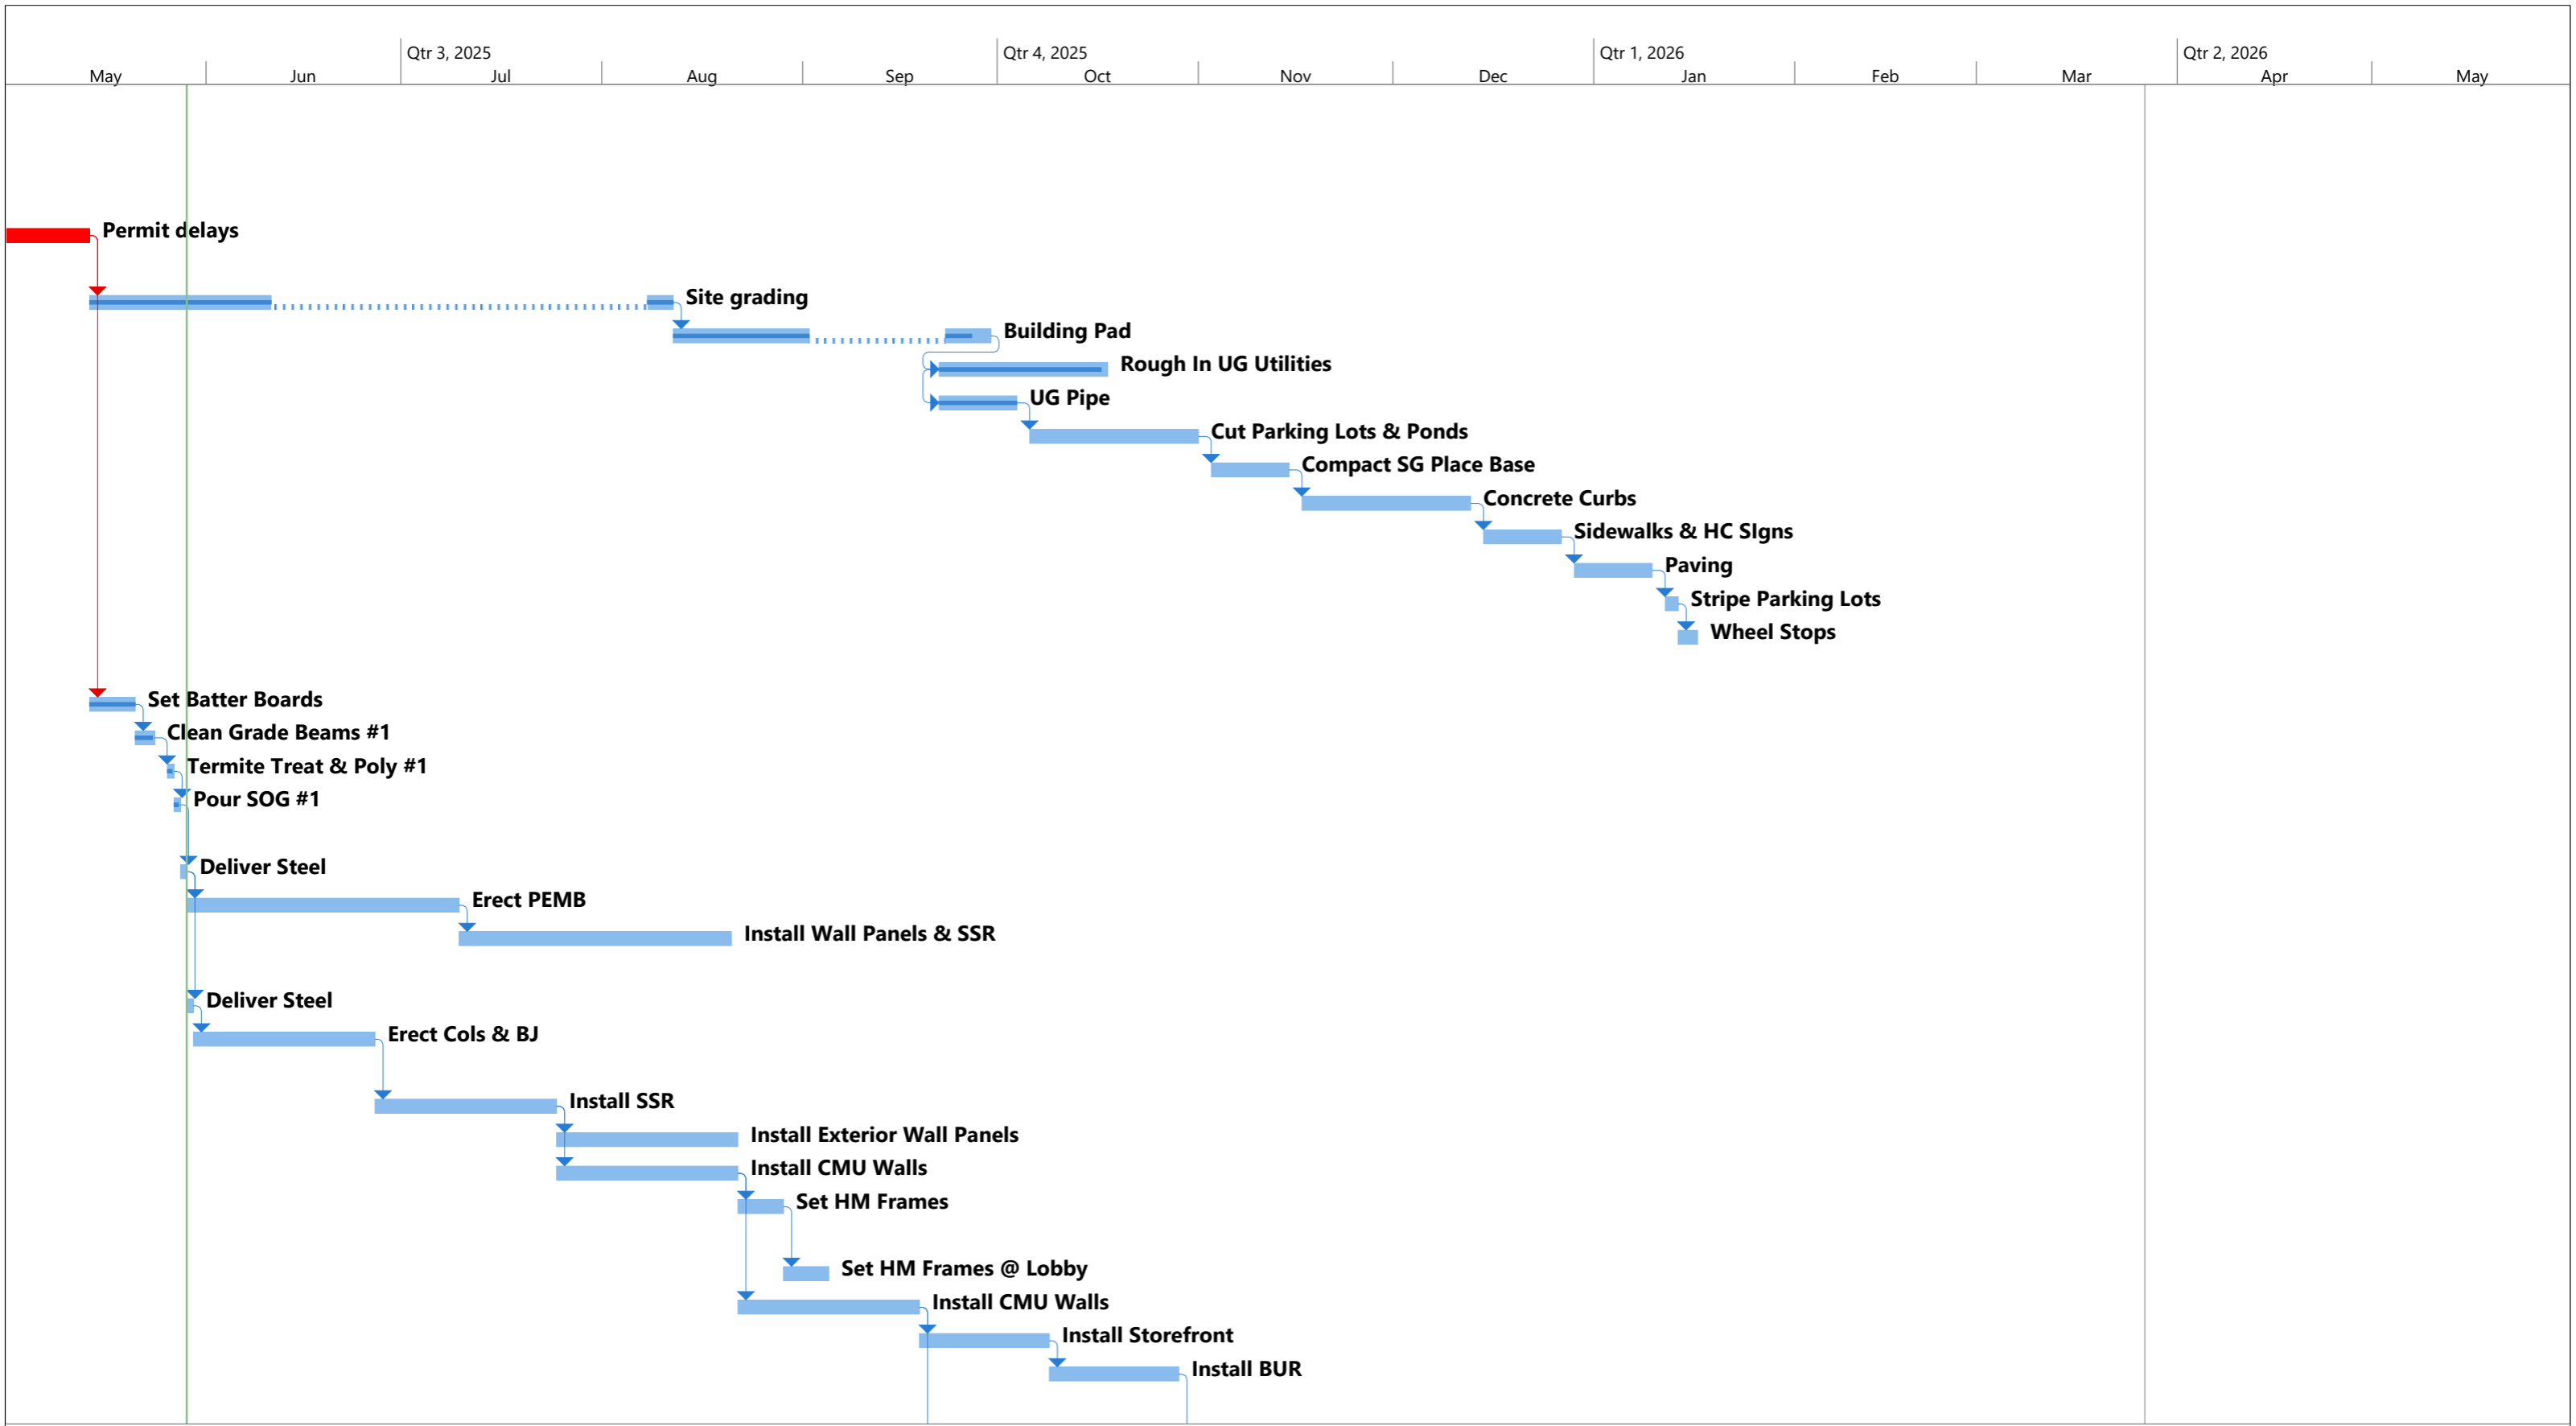 Qtr 3, 2025 Qtr 4, 2025 Qtr 1, 2026 Qtr 2, 2026
May Jun Jul Aug Sep Oct Nov Dec Jan Feb Mar Apr May
Permit delays
Site grading
Building Pad
Rough In UG Utilities
UG Pipe
Cut Parking Lots & Ponds
Compact SG Place Base
Concrete Curbs
Sidewalks & HC SIgns
Paving
Stripe Parking Lots
Wheel Stops
Set Batter Boards
Clean Grade Beams #1
Termite Treat & Poly #1
Pour SOG #1
Deliver Steel
Erect PEMB
Install Wall Panels & SSR
Deliver Steel
Erect Cols & BJ
Install SSR
Install Exterior Wall Panels
Install CMU Walls
Set HM Frames
Set HM Frames @ Lobby
Install CMU Walls
Install Storefront
Install BUR